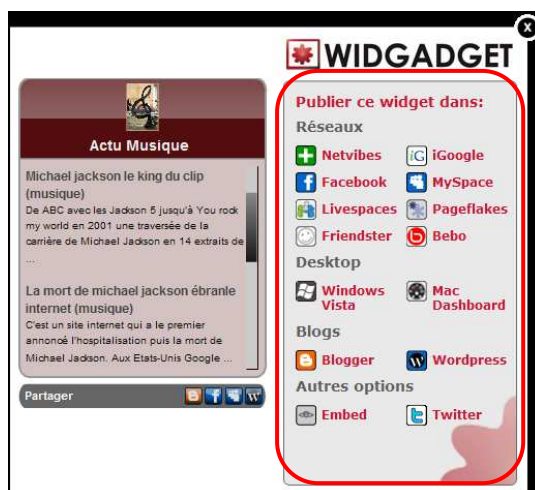 X
WIDGADGET
Actu Musique
Michael jackson le king du clip
(musique)
De ABC avec les Jackson 5 jusqu'à You rock
my world en 2001 une traversée de la
carrière de Michael Jackson en 14 extraits de
...
La mort de michael jackson ébranle
internet (musique)
C'est un site internet qui a le premier
annoncé l'hospitalisation puis la mort de
Michael Jackson. Aux Etats-Unis Google ...
Partager
Publier ce widget dans:
Réseaux
Netvibes iGoogle
Facebook MySpace
Livespaces Pageflakes
Friendster Bebo
Desktop
Windows Mac
Vista Dashboard
Blogs
Blogger Wordpress
Autres options
Embed Twitter